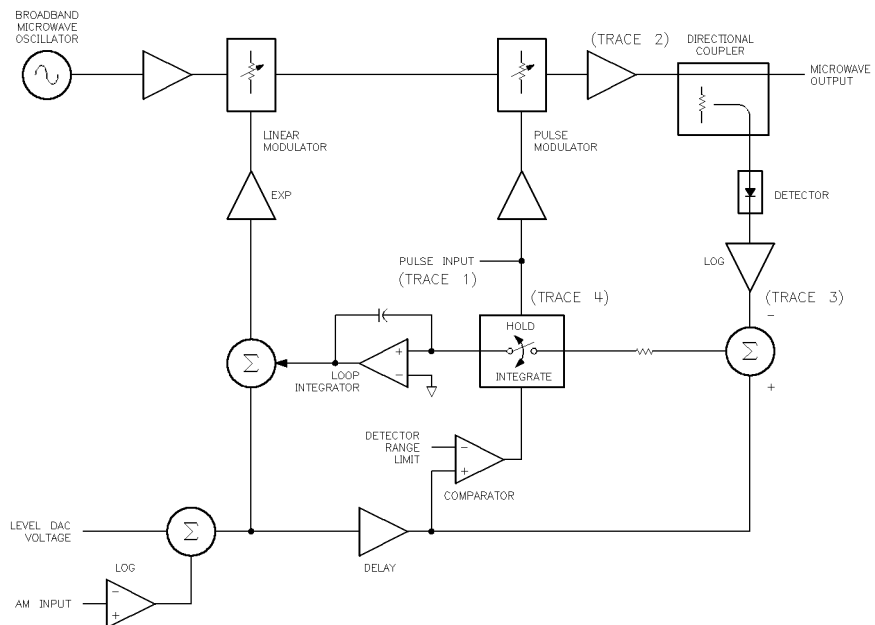 BROADBAND
MICROWAVE
OSCILLATOR
(TRACE 2)
DIRECTIONAL
COUPLER
MICROWAVE
OUTPUT
LINEAR
MODULATOR
PULSE
MODULATOR
EXP
DETECTOR
LOG
PULSE INPUT
(TRACE 1)
(TRACE 4)
(TRACE 3)
-
HOLD
Σ
+
-
LOOP
INTEGRATOR
INTEGRATE
Σ
+
DETECTOR
RANGE
LIMIT
-
+
COMPARATOR
LEVEL DAC
VOLTAGE
Σ
DELAY
LOG
AM INPUT
-
+